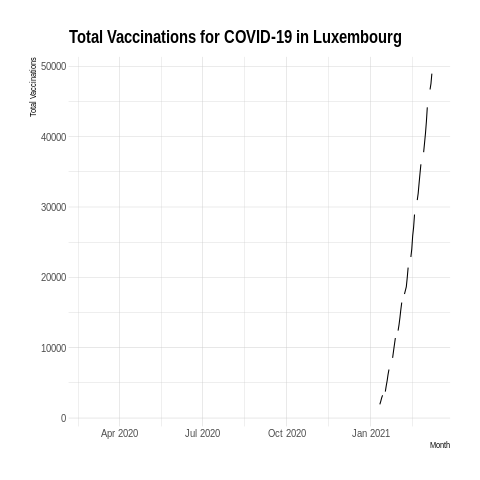 Total Vaccinations for COVID-19 in Luxembourg
Total Vaccinations
50000
40000
30000
20000
10000
0
Apr 2020
Jul 2020
Oct 2020
Jan 2021
Month